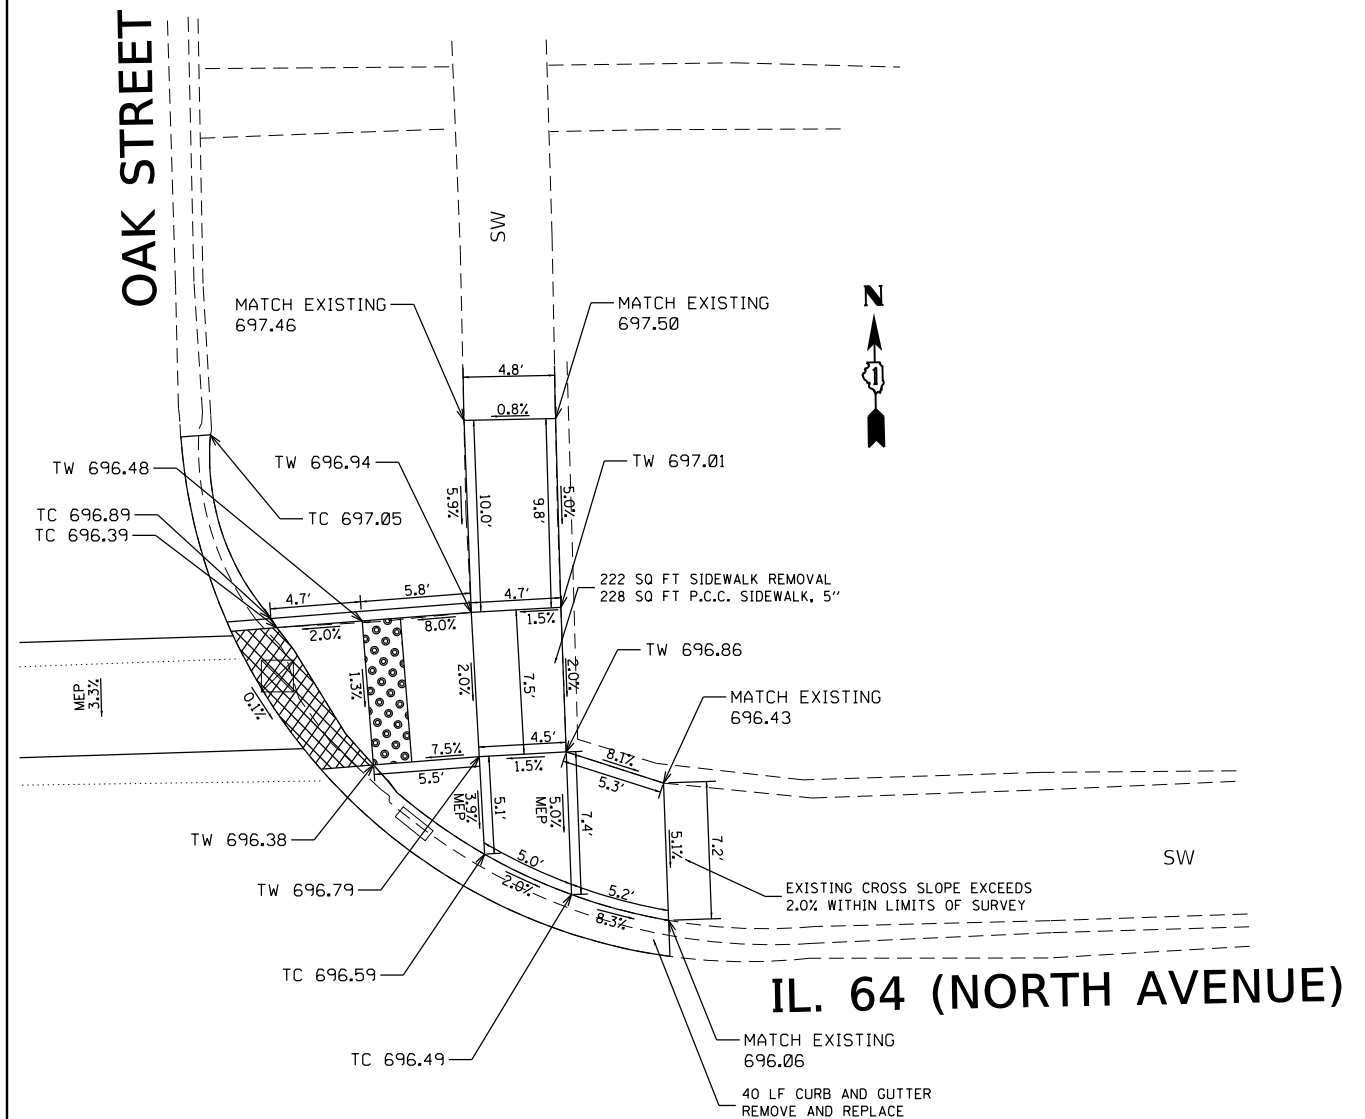 OAK STREET
SW
N
1
MATCH EXISTING
697.46
MATCH EXISTING
697.50
4.8'
0.8%
TW 696.48
TW 696.94
TW 697.01
5.9%
10.0'
9.8'
5.0%
TC 696.89
TC 696.39
TC 697.05
4.7'
5.8'
4.7'
222 SQ FT SIDEWALK REMOVAL
228 SQ FT P.C.C. SIDEWALK, 5"
2.0%
8.0%
1.5%
TW 696.86
MEP
3.3%
0.1%
1.3%
2.0%
7.5'
2.0%
MATCH EXISTING
696.43
7.5%
4.5'
5.5'
1.5%
8.1%
5.3'
3.9%
MEP
5.1'
5.0%
MEP
7.4'
5.1%
7.2'
TW 696.38
TW 696.79
5.0'
2.0%
5.2'
8.3%
SW
EXISTING CROSS SLOPE EXCEEDS
2.0% WITHIN LIMITS OF SURVEY
TC 696.59
IL. 64 (NORTH AVENUE)
TC 696.49
MATCH EXISTING
696.06
40 LF CURB AND GUTTER
REMOVE AND REPLACE